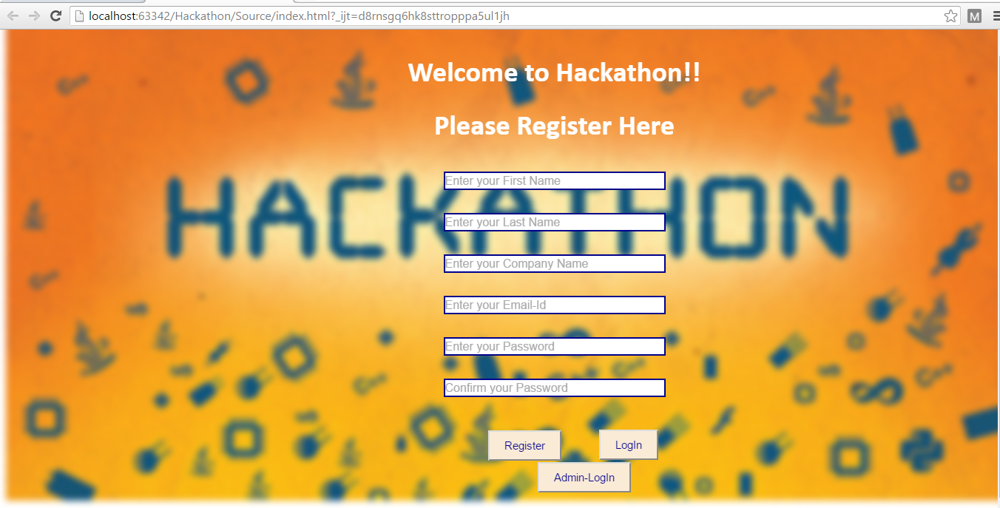 localhost:63342/Hackathon/Source/index.html?_ijt=d8rnsgq6hk8sttropppa5ul1jh
M
Welcome to Hackathon!!
Please Register Here
HACKATHON
Enter your First Name
Enter your Last Name
Enter your Company Name
Enter your Email-Id
Enter your Password
Confirm your Password
Register
LogIn
Admin-LogIn
C++
C++
C++
C++
C++
C++
C++